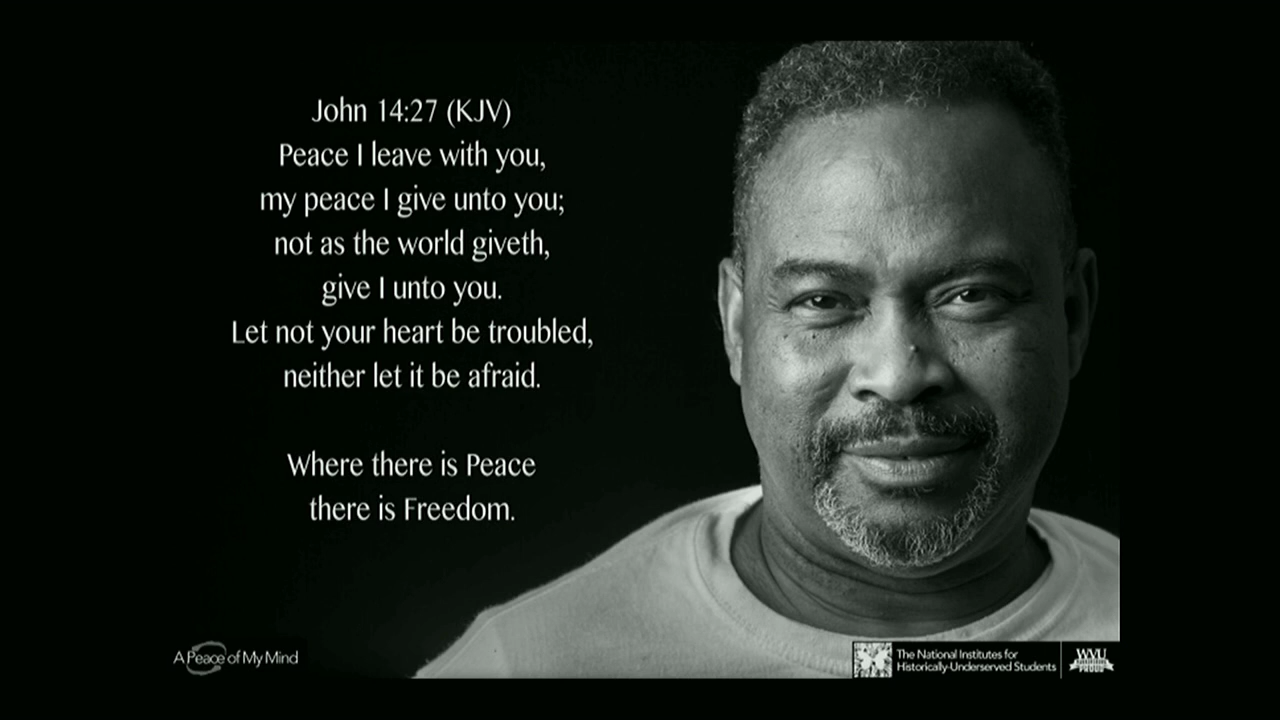 John 14:27 (KJV)
Peace I leave with you,
my peace I give unto you;
not as the world giveth,
give I unto you.
Let not your heart be troubled,
neither let it be afraid.
Where there is Peace
there is Freedom.
A Peace of My Mind
The National Institutes for
Historically-Underserved Students
WVU
PROUD